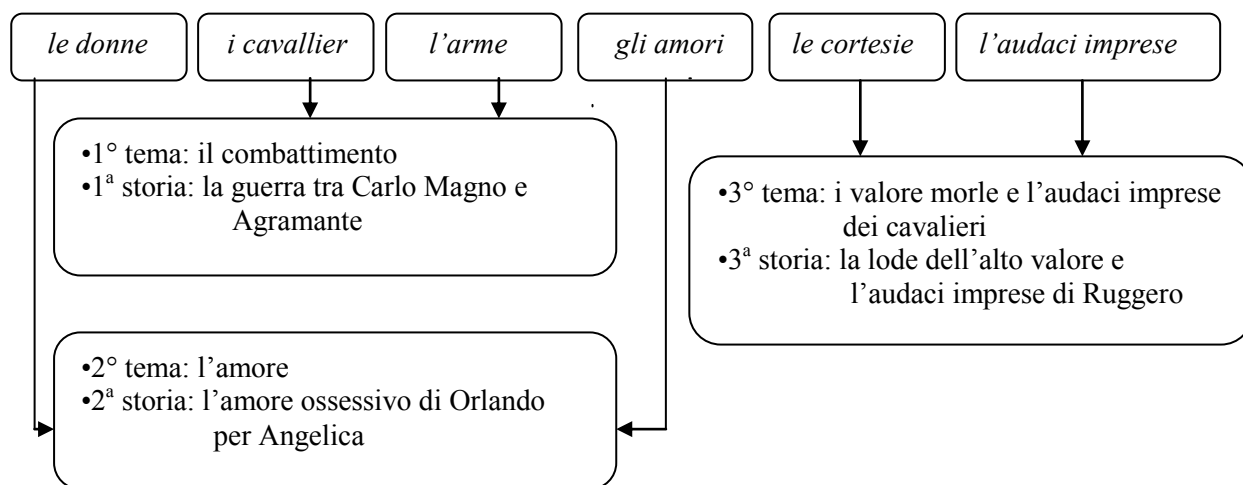 le donne
i cavallier
l’arme
gli amori
le cortesie
l’audaci imprese
•1° tema: il combattimento
•1ª storia: la guerra tra Carlo Magno e
Agramante
•3° tema: i valore morle e l’audaci imprese
dei cavalieri
•3ª storia: la lode dell’alto valore e
l’audaci imprese di Ruggero
•2° tema: l’amore
•2ª storia: l’amore ossessivo di Orlando
per Angelica